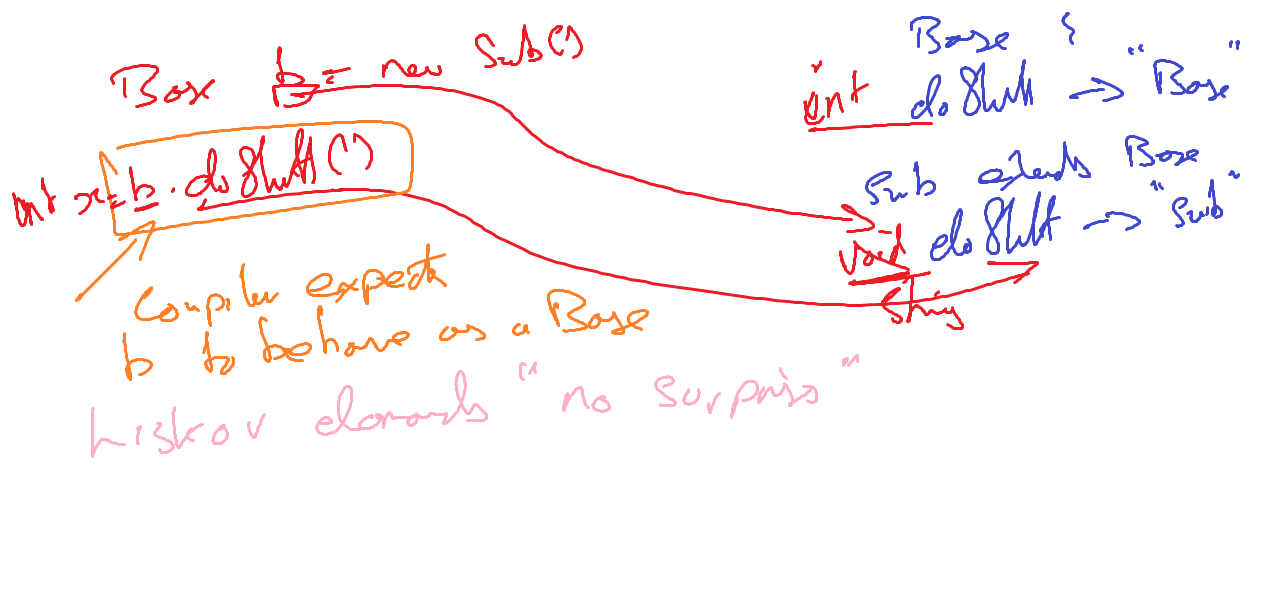 Base b = new Sub()
int x = b.doStuff()
Compiler expects
b to behave as a Base
Liskov demands "no surprises"
Base {
int doStuff → "Base"
Sub extends Base
void doStuff → "Sub"
String